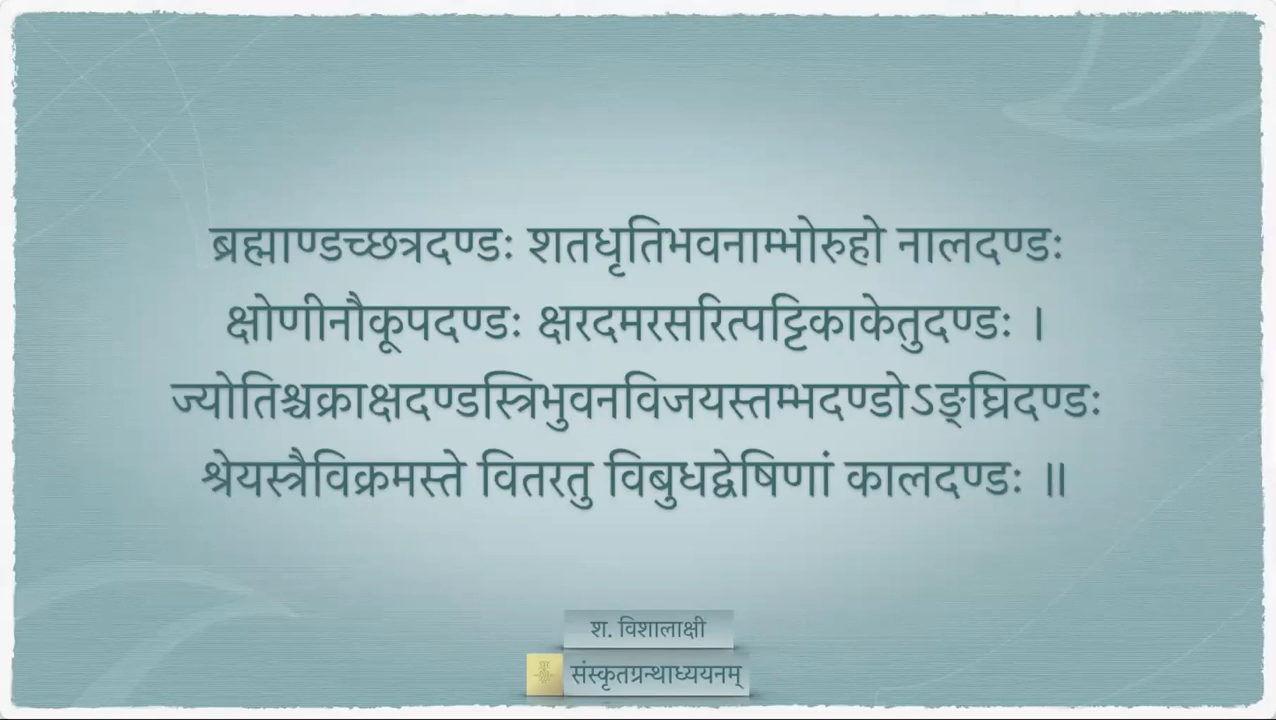 ब्रह्माण्डच्छत्रदण्डः शतधृतिभवनाम्भोरुहो नालदण्डः
क्षोणीनौकूपदण्डः क्षरदमरसरित्पट्टिकाकेतुदण्डः ।
ज्योतिश्चक्राक्षदण्डस्त्रिभुवनविजयस्तम्भदण्डोऽङ्घ्रिदण्डः
श्रेयस्त्रैविक्रमस्ते वितरतु विबुधद्वेषिणां कालदण्डः ॥
श. विशालाक्षी
संस्कृतग्रन्थाध्ययनम्